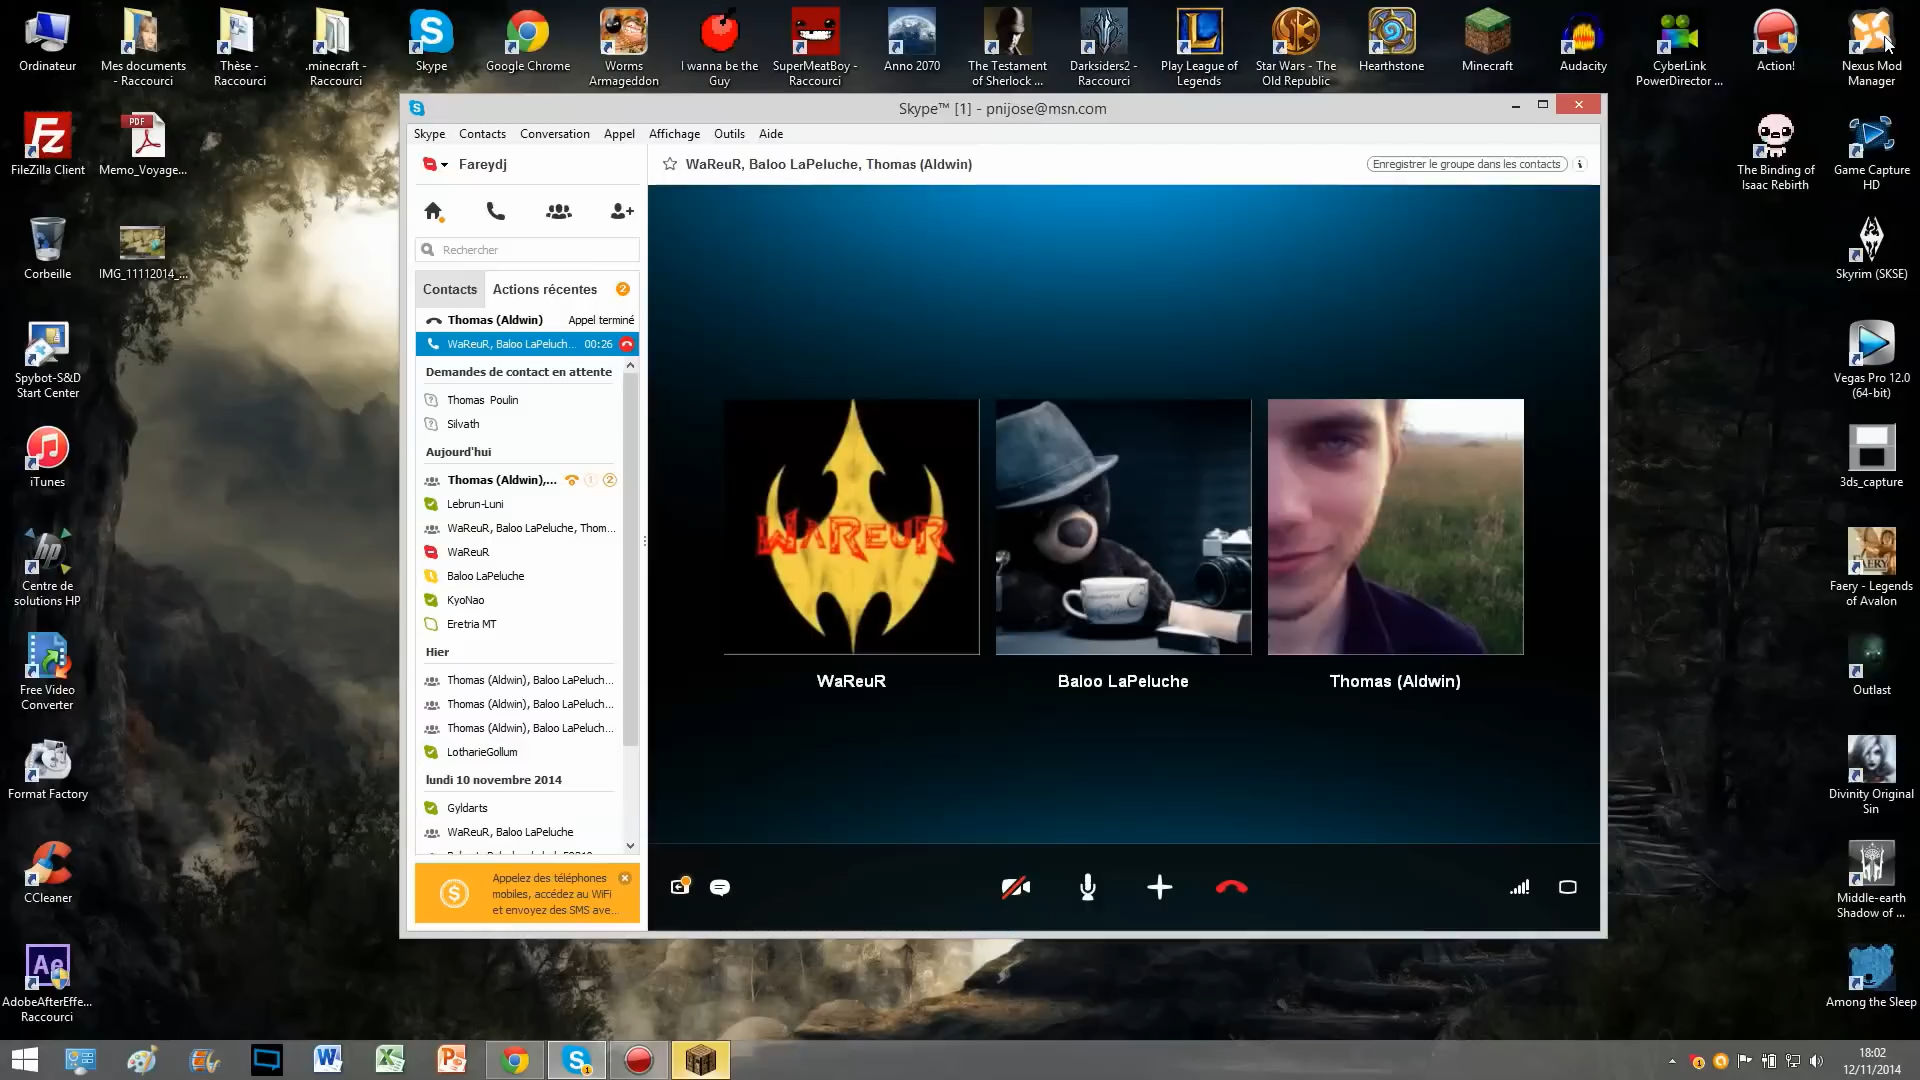 Ordinateur
Mes documents
- Raccourci
Thèse -
Raccourci
.minecraft -
Raccourci
Skype
Google Chrome
Worms
Armageddon
I wanna be the
Guy
SuperMeatBoy -
Raccourci
Anno 2070
The Testament
of Sherlock ...
Darksiders2 -
Raccourci
Play League of
Legends
Star Wars - The
Old Republic
Hearthstone
Minecraft
Audacity
CyberLink
PowerDirector ...
Action!
Nexus Mod
Manager
FileZilla Client
PDF
Memo_Voyage...
Corbeille
IMG_11112014_...
Spybot-S&D
Start Center
iTunes
Centre de
solutions HP
Free Video
Converter
Format Factory
CCleaner
AdobeAfterEffe...
Raccourci
The Binding of
Isaac Rebirth
Game Capture
HD
Skyrim (SKSE)
Vegas Pro 12.0
(64-bit)
3ds_capture
Faery - Legends
of Avalon
Outlast
Divinity Original
Sin
Middle-earth
Shadow of ...
Among the Sleep
Skype™ [1] - pnijose@msn.com
Skype Contacts Conversation Appel Affichage Outils Aide
Fareydj
WaReuR, Baloo LaPeluche, Thomas (Aldwin)
Enregistrer le groupe dans les contacts
Rechercher
Contacts Actions récentes 2
Thomas (Aldwin) Appel terminé
WaReuR, Baloo LaPeluch... 00:26
Demandes de contact en attente
Thomas Poulin
Silvath
Aujourd'hui
Thomas (Aldwin),... 1 2
Lebrun-Luni
WaReuR, Baloo LaPeluche, Thom...
WaReuR
Baloo LaPeluche
KyoNao
Eretria MT
Hier
Thomas (Aldwin), Baloo LaPeluch...
Thomas (Aldwin), Baloo LaPeluch...
Thomas (Aldwin), Baloo LaPeluch...
LotharieGollum
lundi 10 novembre 2014
Gyldarts
WaReuR, Baloo LaPeluche
Appelez des téléphones
mobiles, accédez au WiFi
et envoyez des SMS ave...
WAREUR
WaReuR
Baloo LaPeluche
Thomas (Aldwin)
18:02
12/11/2014